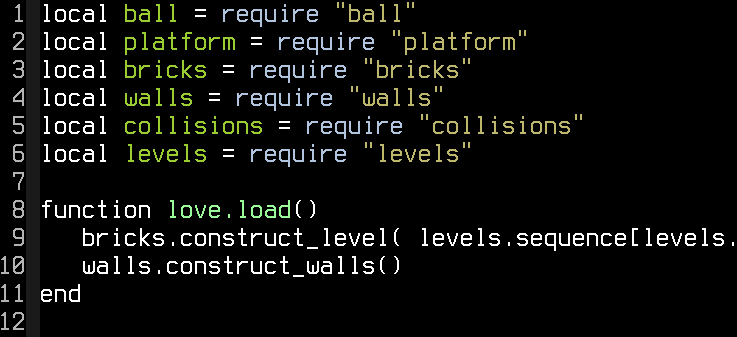 1 local ball = require "ball"
2 local platform = require "platform"
3 local bricks = require "bricks"
4 local walls = require "walls"
5 local collisions = require "collisions"
6 local levels = require "levels"
7
8 function love.load()
9    bricks.construct_level( levels.sequence[levels.
10    walls.construct_walls()
11 end
12